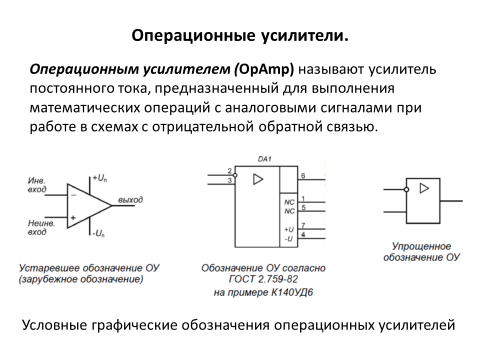 Операционные усилители.
Операционным усилителем (OpAmp) называют усилитель
постоянного тока, предназначенный для выполнения
математических операций с аналоговыми сигналами при
работе в схемах с отрицательной обратной связью.
Инв.
вход
Неинв.
вход
+Uп
-Uп
выход
−
+
DA1
2
3
6
NC 1
NC 5
+U 7
-U 4
Устаревшее обозначение ОУ
(зарубежное обозначение)
Обозначение ОУ согласно
ГОСТ 2.759-82
на примере К140УД6
Упрощенное
обозначение ОУ
Условные графические обозначения операционных усилителей